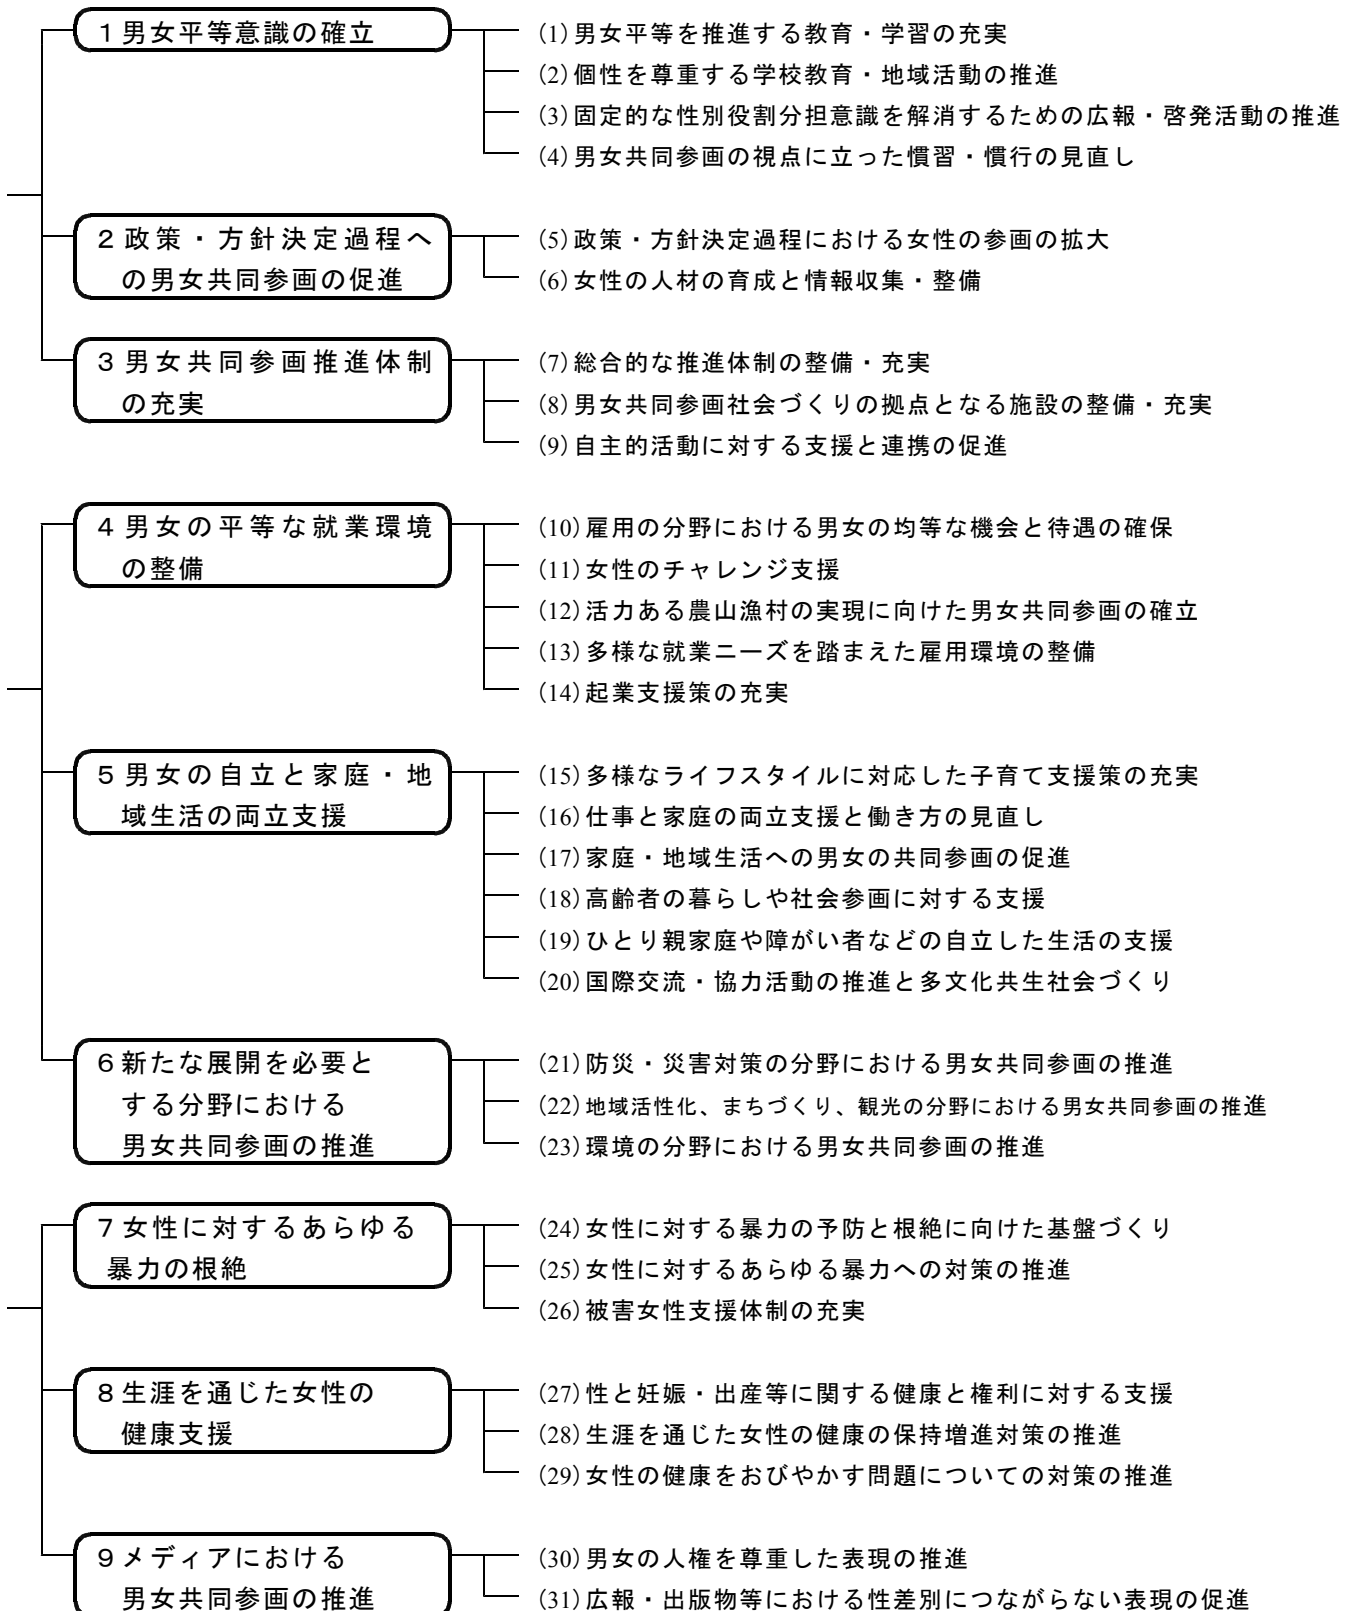 １男女平等意識の確立
(1)男女平等を推進する教育・学習の充実
(2)個性を尊重する学校教育・地域活動の推進
(3)固定的な性別役割分担意識を解消するための広報・啓発活動の推進
(4)男女共同参画の視点に立った慣習・慣行の見直し
２政策・方針決定過程へ
の男女共同参画の促進
(5)政策・方針決定過程における女性の参画の拡大
(6)女性の人材の育成と情報収集・整備
３男女共同参画推進体制
の充実
(7)総合的な推進体制の整備・充実
(8)男女共同参画社会づくりの拠点となる施設の整備・充実
(9)自主的活動に対する支援と連携の促進
４男女の平等な就業環境
の整備
(10)雇用の分野における男女の均等な機会と待遇の確保
(11)女性のチャレンジ支援
(12)活力ある農山漁村の実現に向けた男女共同参画の確立
(13)多様な就業ニーズを踏まえた雇用環境の整備
(14)起業支援策の充実
５男女の自立と家庭・地
域生活の両立支援
(15)多様なライフスタイルに対応した子育て支援策の充実
(16)仕事と家庭の両立支援と働き方の見直し
(17)家庭・地域生活への男女の共同参画の促進
(18)高齢者の暮らしや社会参画に対する支援
(19)ひとり親家庭や障がい者などの自立した生活の支援
(20)国際交流・協力活動の推進と多文化共生社会づくり
６新たな展開を必要と
する分野における
男女共同参画の推進
(21)防災・災害対策の分野における男女共同参画の推進
(22)地域活性化、まちづくり、観光の分野における男女共同参画の推進
(23)環境の分野における男女共同参画の推進
７女性に対するあらゆる
暴力の根絶
(24)女性に対する暴力の予防と根絶に向けた基盤づくり
(25)女性に対するあらゆる暴力への対策の推進
(26)被害女性支援体制の充実
８生涯を通じた女性の
健康支援
(27)性と妊娠・出産等に関する健康と権利に対する支援
(28)生涯を通じた女性の健康の保持増進対策の推進
(29)女性の健康をおびやかす問題についての対策の推進
９メディアにおける
男女共同参画の推進
(30)男女の人権を尊重した表現の推進
(31)広報・出版物等における性差別につながらない表現の促進